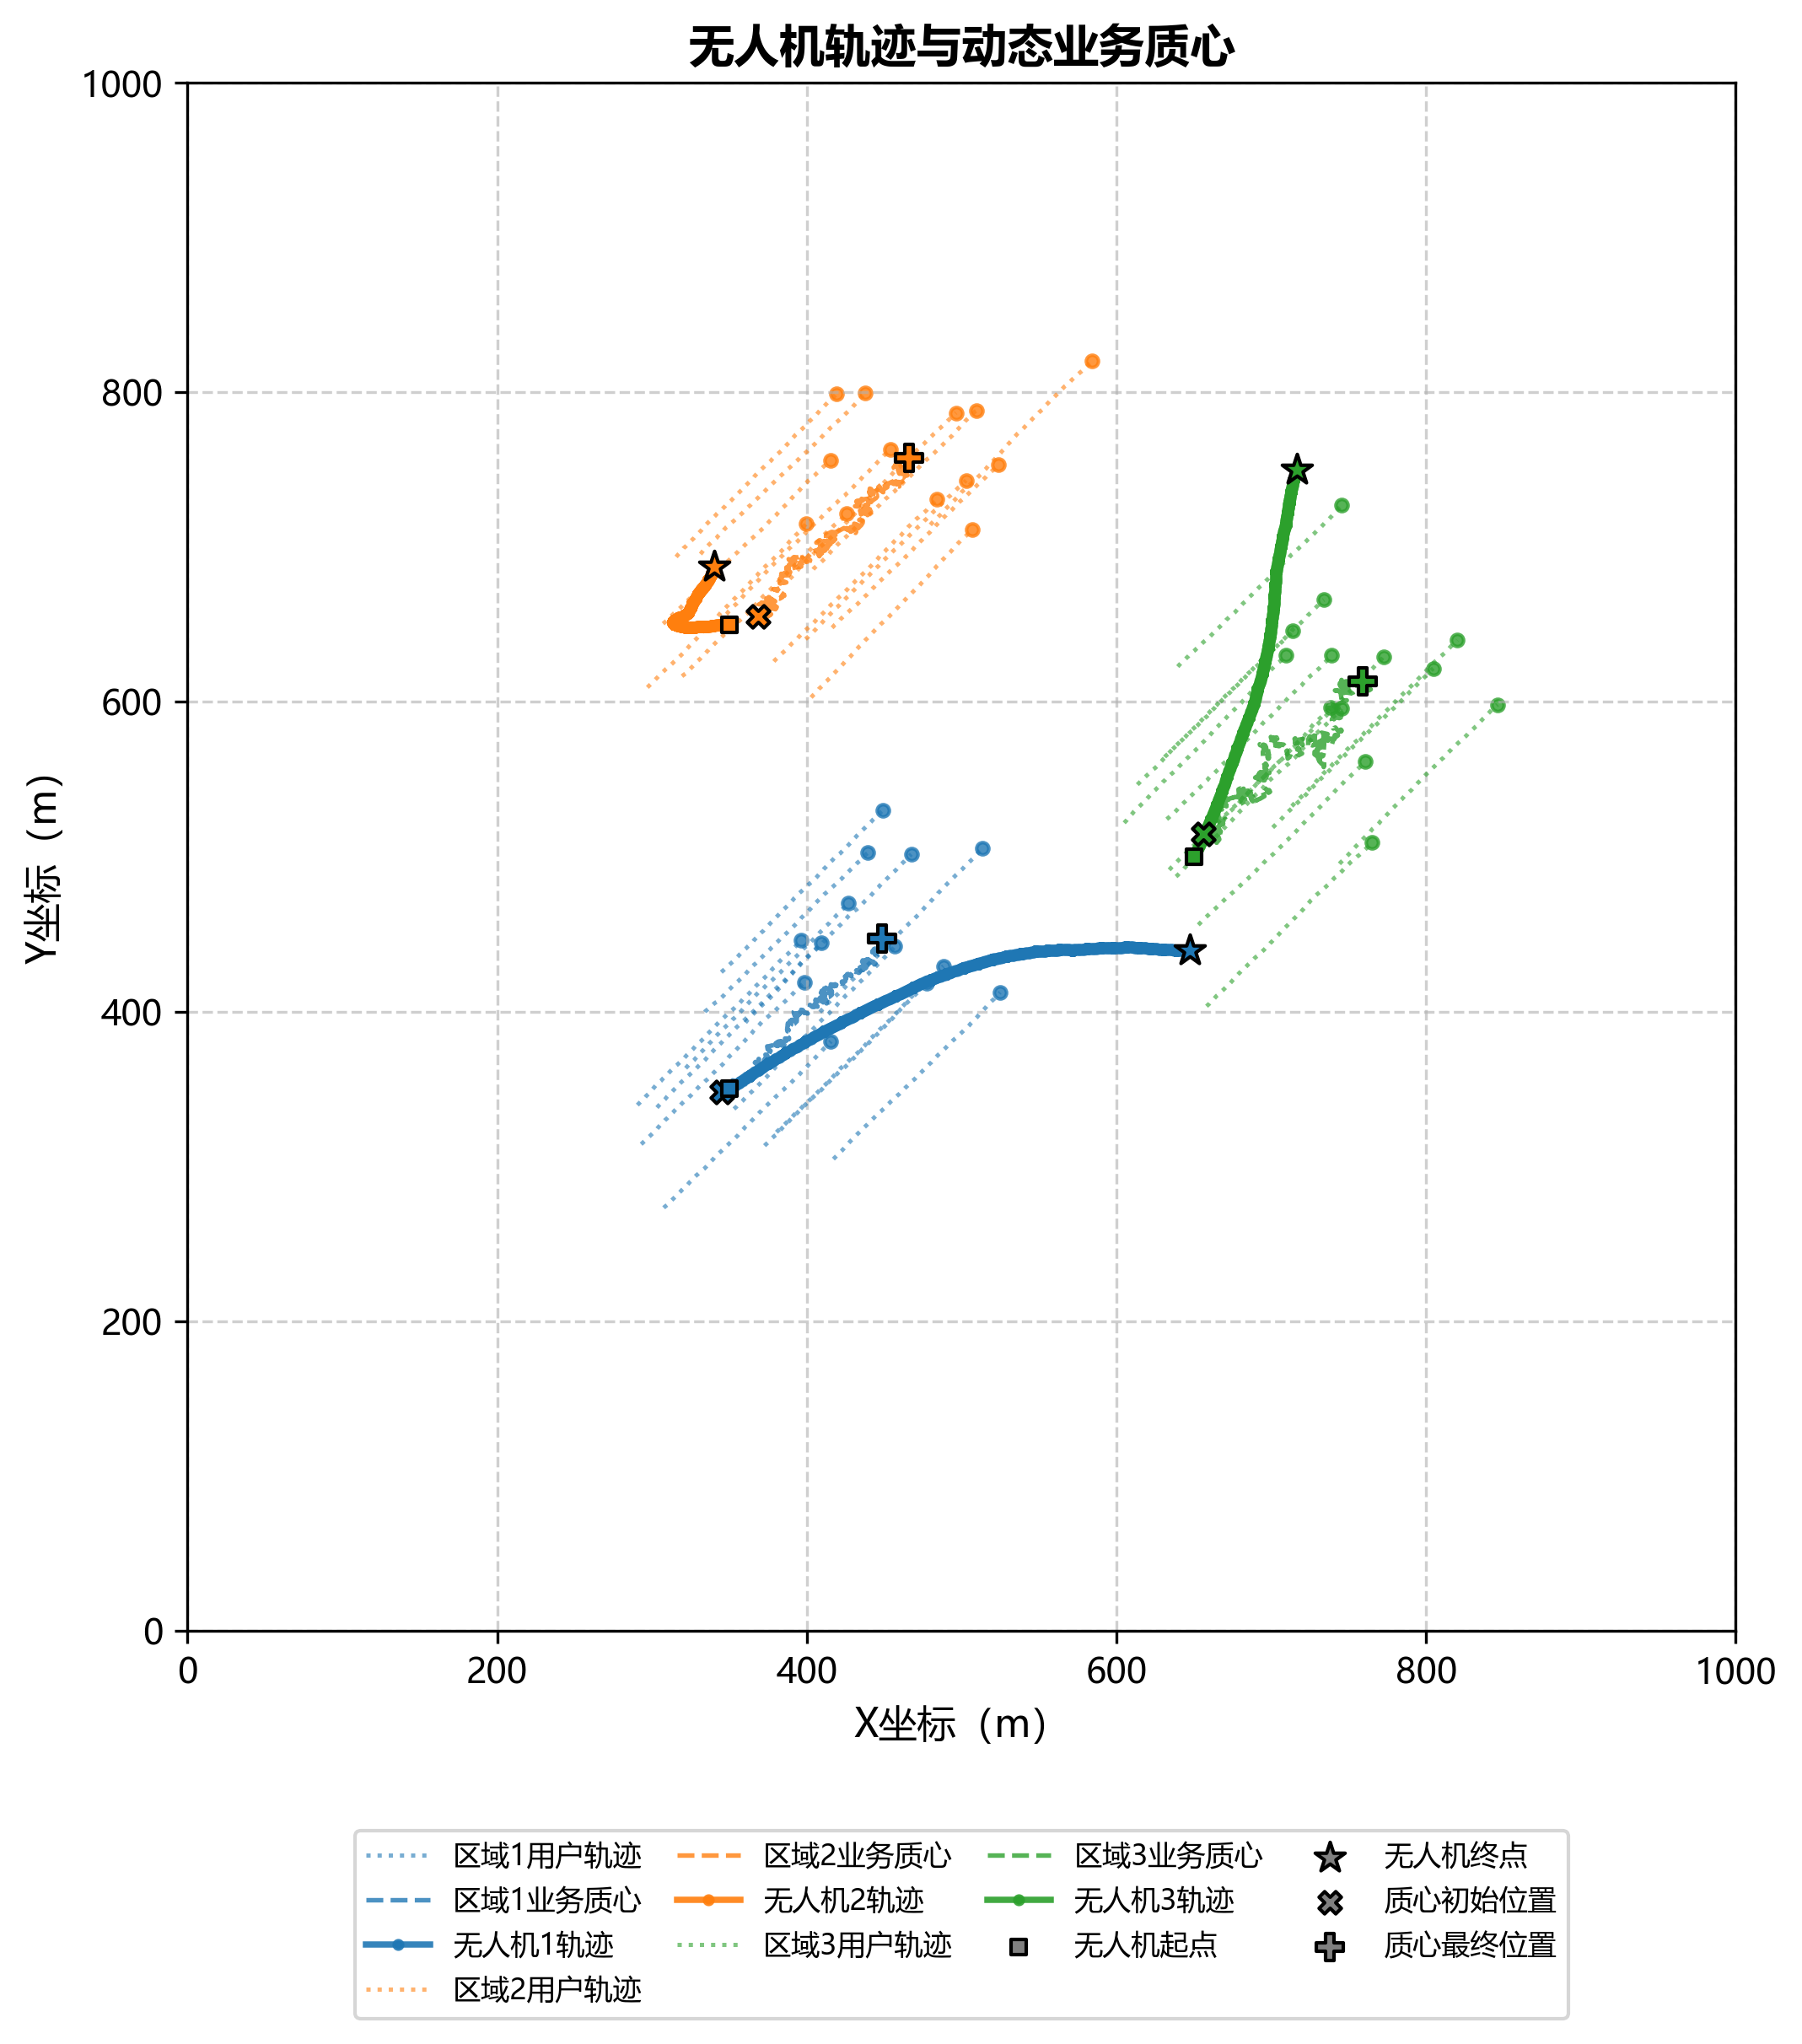 无人机轨迹与动态业务质心
1000
800
600
400
200
0
Y坐标（m）
0 200 400 600 800 1000
X坐标（m）
区域1用户轨迹 区域2业务质心 区域3业务质心 无人机终点
区域1业务质心 无人机2轨迹 无人机3轨迹 质心初始位置
无人机1轨迹 区域3用户轨迹 无人机起点 质心最终位置
区域2用户轨迹